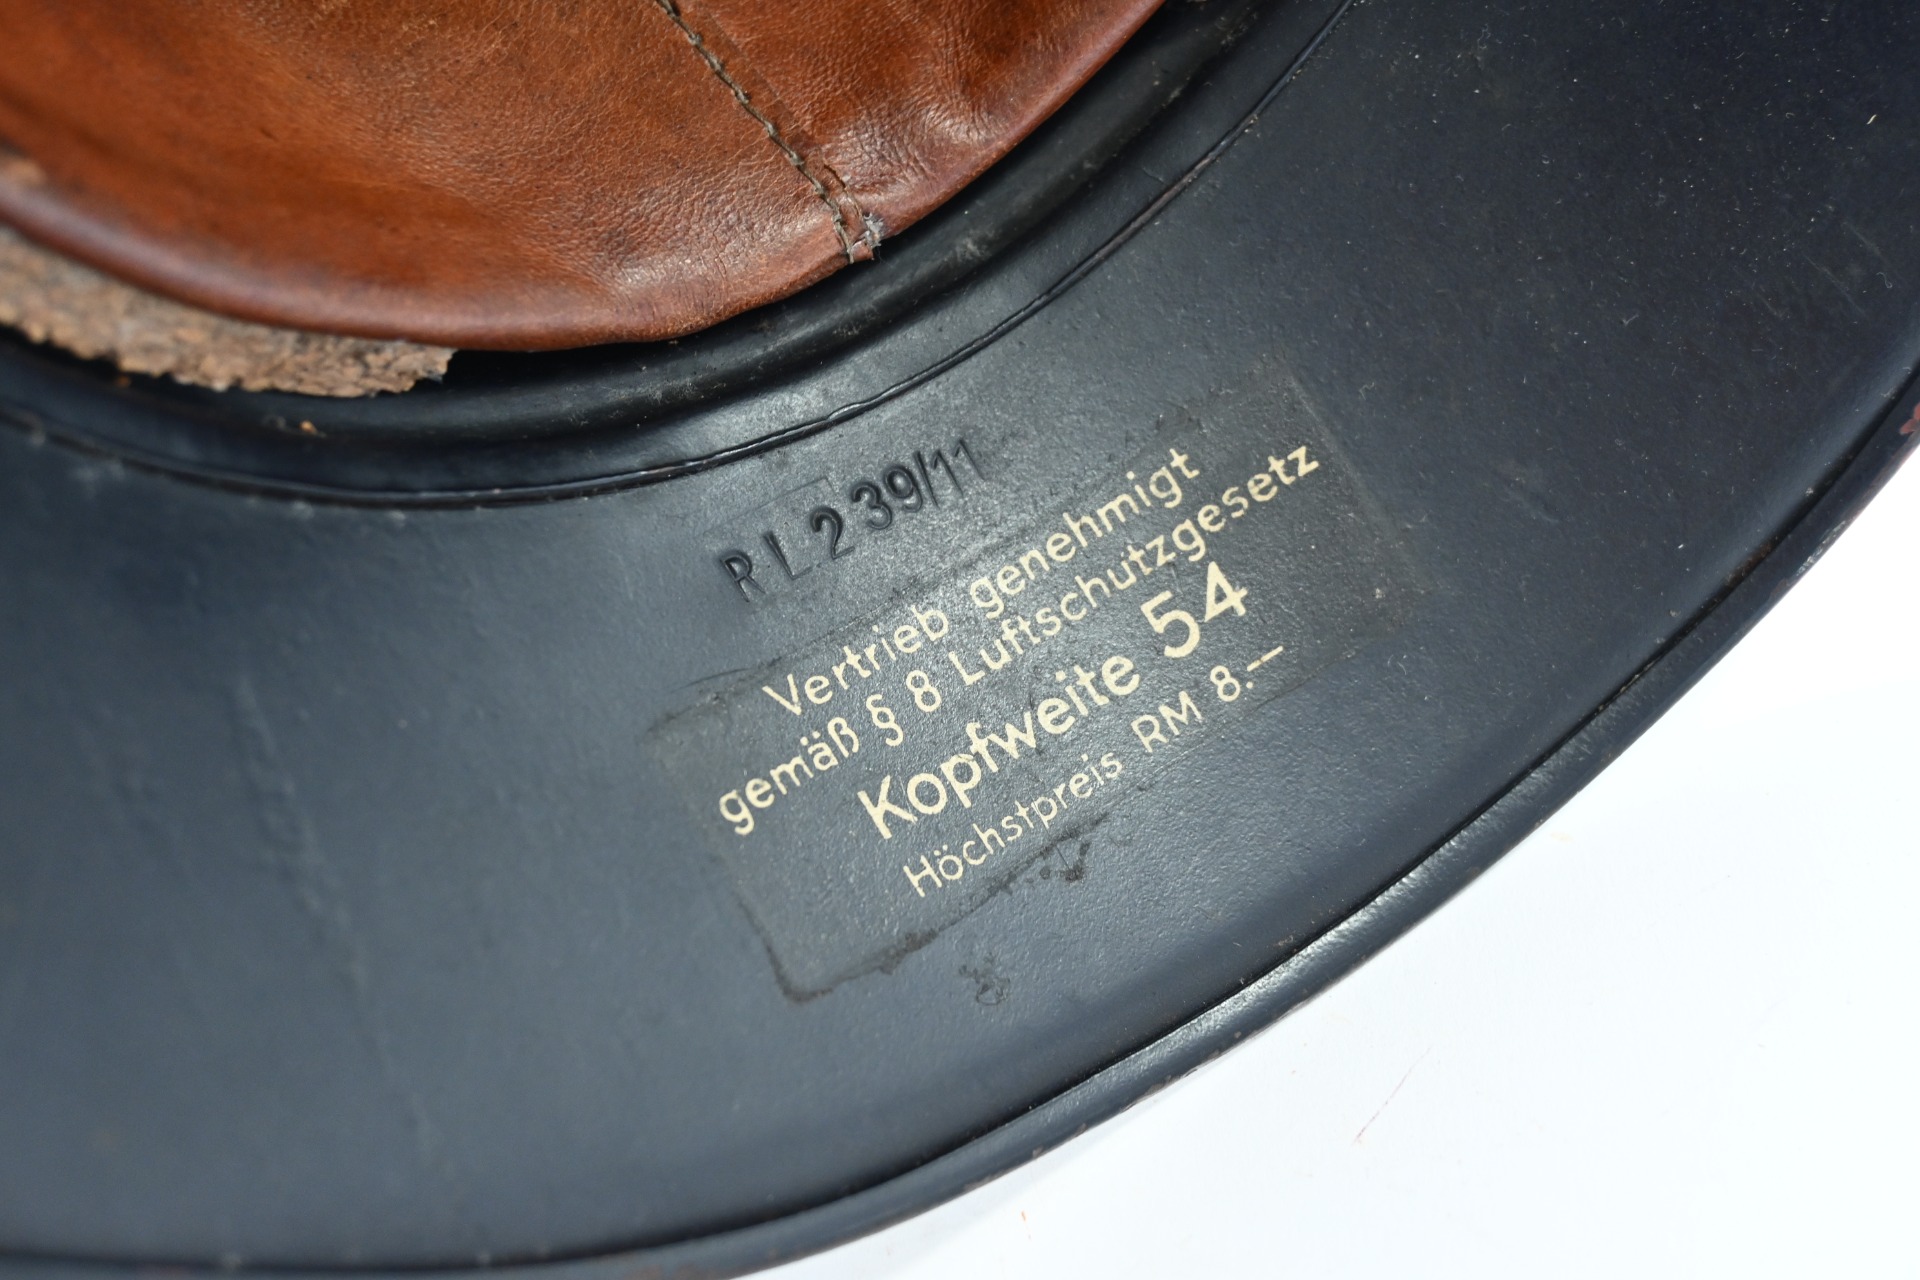 RL2 39/11
Vertrieb genehmigt
gemäß § 8 Luftschutzgesetz
Kopfweite 54
Höchstpreis RM 8.--